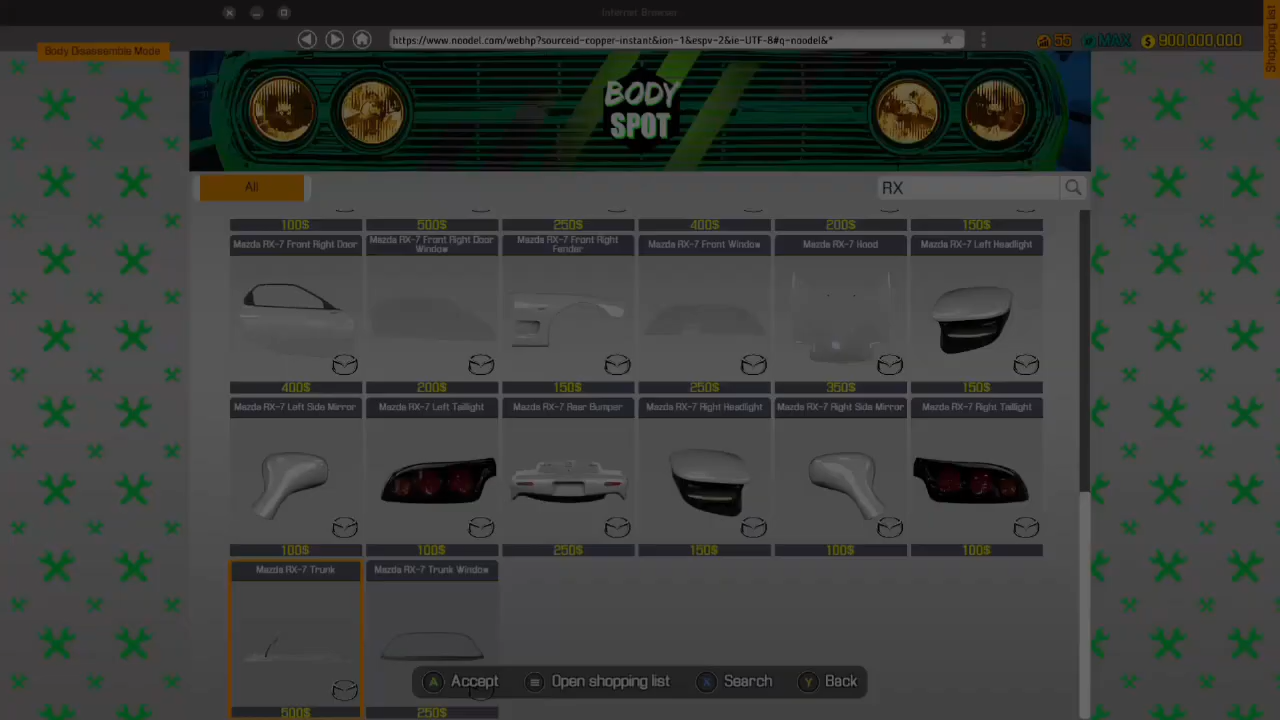 Internet Browser
Shopping list
https://www.noodel.com/webhp?sourceid-copper-instant&ion-1&espv-2&ie-UTF-8#q-noodel&*
Body Disassemble Mode
55 MAX $ 900,000,000
BODY
SPOT
All
RX
100$ 500$ 250$ 400$ 200$ 150$
Mazda RX-7 Front Right Door
Mazda RX-7 Front Right Door
Window
Mazda RX-7 Front Right
Fender
Mazda RX-7 Front Window
Mazda RX-7 Hood
Mazda RX-7 Left Headlight
400$ 200$ 150$ 250$ 350$ 150$
Mazda RX-7 Left Side Mirror
Mazda RX-7 Left Taillight
Mazda RX-7 Rear Bumper
Mazda RX-7 Right Headlight
Mazda RX-7 Right Side Mirror
Mazda RX-7 Right Taillight
100$ 100$ 250$ 150$ 100$ 100$
Mazda RX-7 Trunk
Mazda RX-7 Trunk Window
A Accept
Open shopping list
X Search
Y Back
500$ 250$